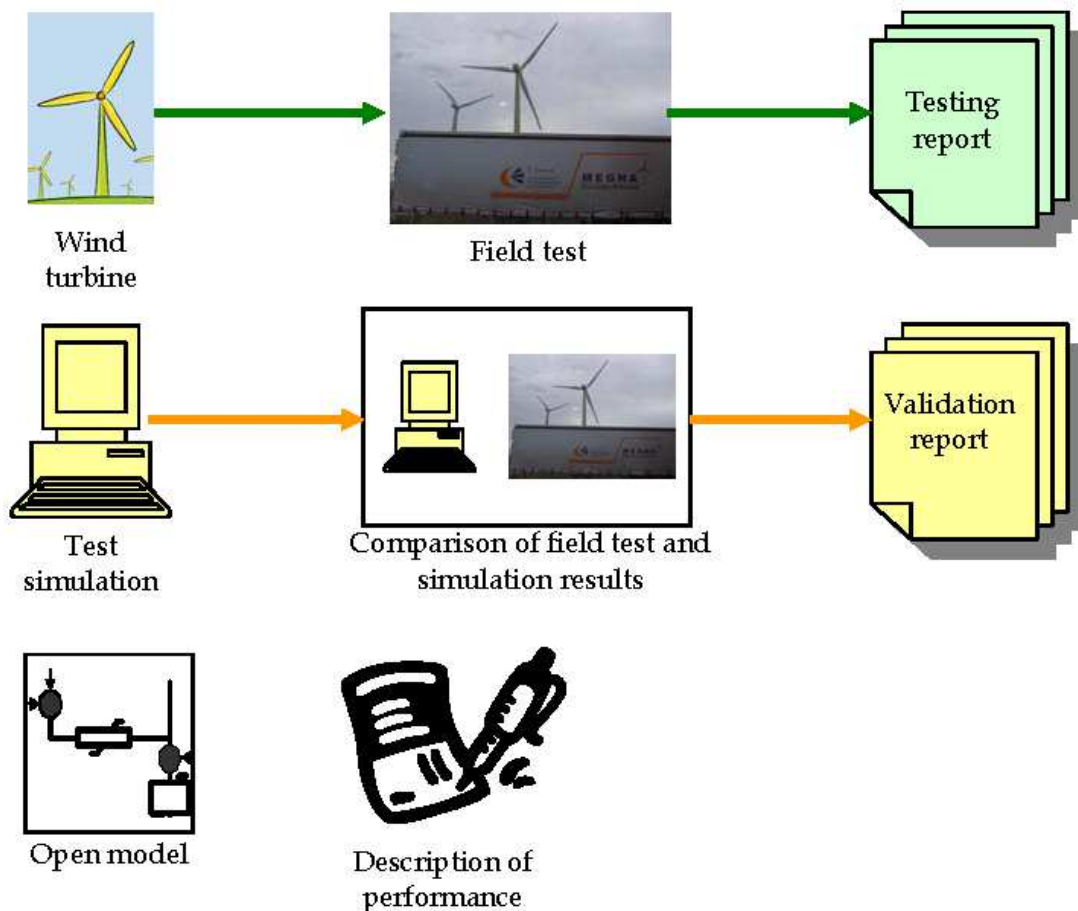 Testing
report
MEGHA
Wind
turbine
Field test
Validation
report
Test
simulation
Comparison of field test and
simulation results
Open model
Description of
performance